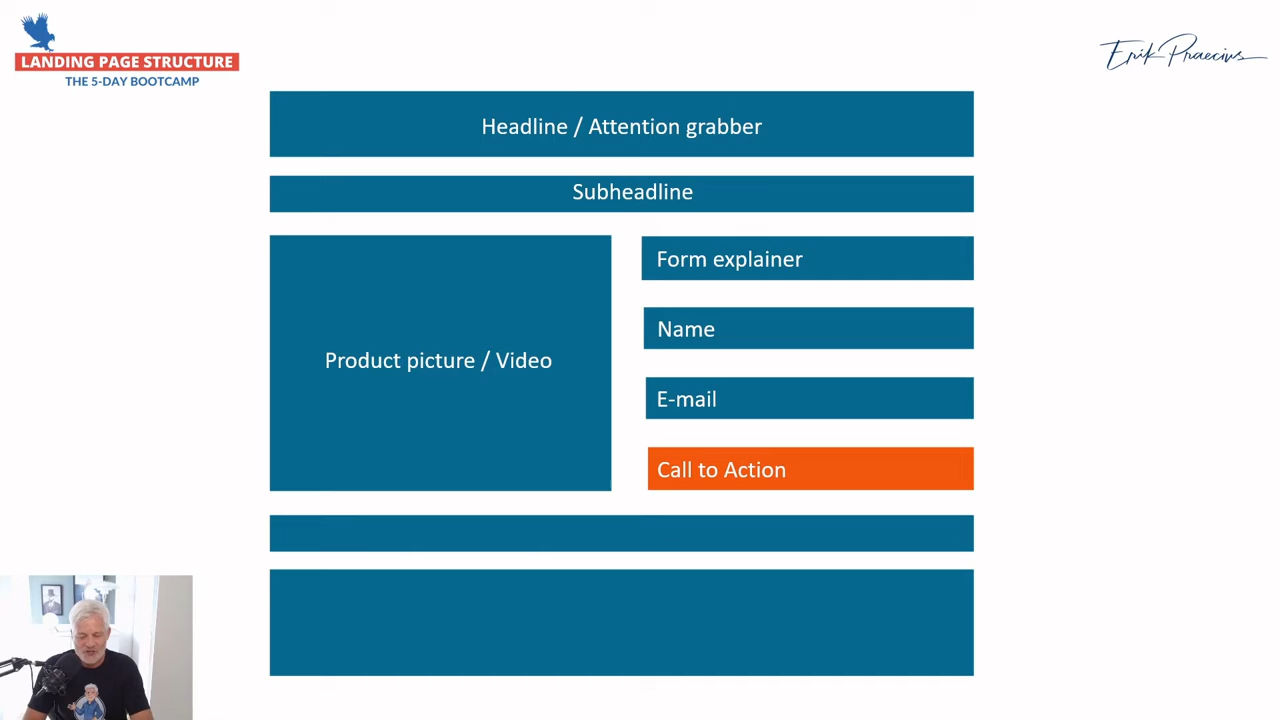 LANDING PAGE STRUCTURE
THE 5-DAY BOOTCAMP
Erik Praecius
Headline / Attention grabber
Subheadline
Product picture / Video
Form explainer
Name
E-mail
Call to Action